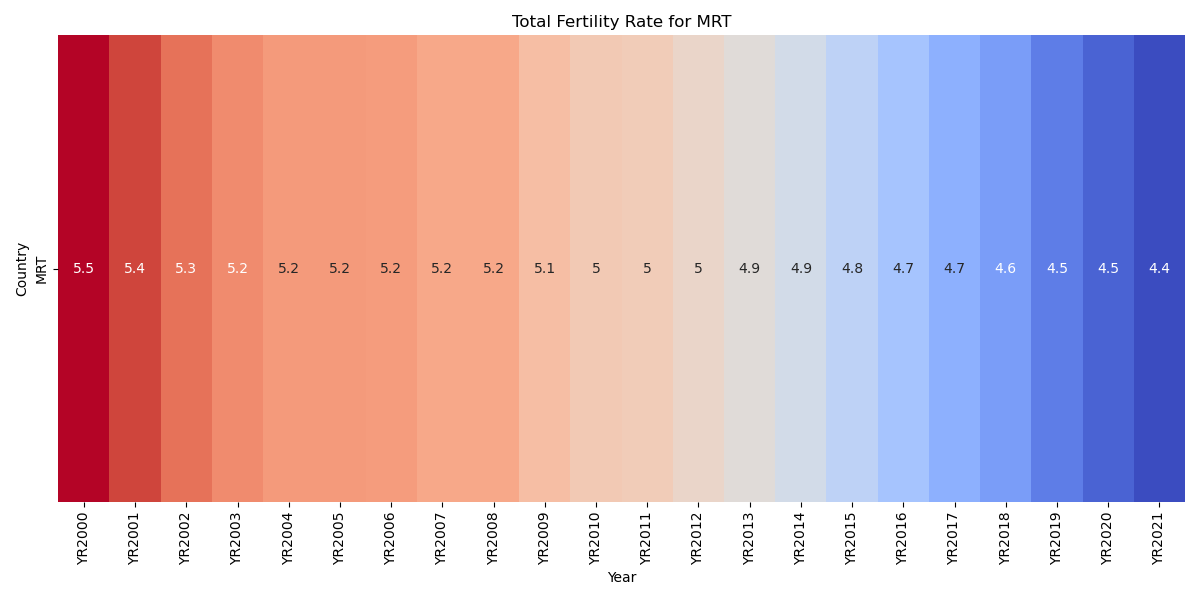 Total Fertility Rate for MRT
Country
MRT
5.5 5.4 5.3 5.2 5.2 5.2 5.2 5.2 5.2 5.1 5 5 5 4.9 4.9 4.8 4.7 4.7 4.6 4.5 4.5 4.4
YR2000 YR2001 YR2002 YR2003 YR2004 YR2005 YR2006 YR2007 YR2008 YR2009 YR2010 YR2011 YR2012 YR2013 YR2014 YR2015 YR2016 YR2017 YR2018 YR2019 YR2020 YR2021
Year